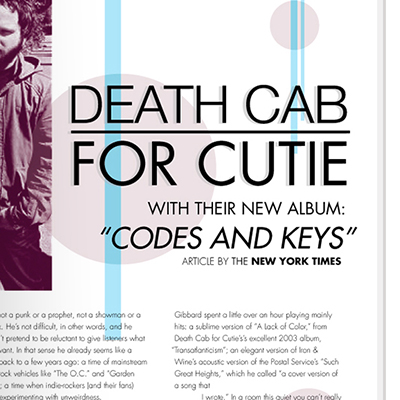 DEATH CAB
FOR CUTIE
WITH THEIR NEW ALBUM:
"CODES AND KEYS"
ARTICLE BY THE NEW YORK TIMES
ot a punk or a prophet, not a showman or a
. He's not difficult, in other words, and he
't pretend to be reluctant to give listeners what
want. In that sense he already seems like a
back to a few years ago: a time of mainstream
ock vehicles like "The O.C." and "Garden
; a time when indie-rockers (and their fans)
experimenting with unweirdness.
Gibbard spent a little over an hour playing mainly
hits: a sublime version of "A Lack of Color," from
Death Cab for Cutie's excellent 2003 album,
"Transatlanticism"; an elegant version of Iron &
Wine's acoustic version of the Postal Service's "Such
Great Heights," which he called "a cover version of
a song that
I wrote." In a room this quiet you can't really